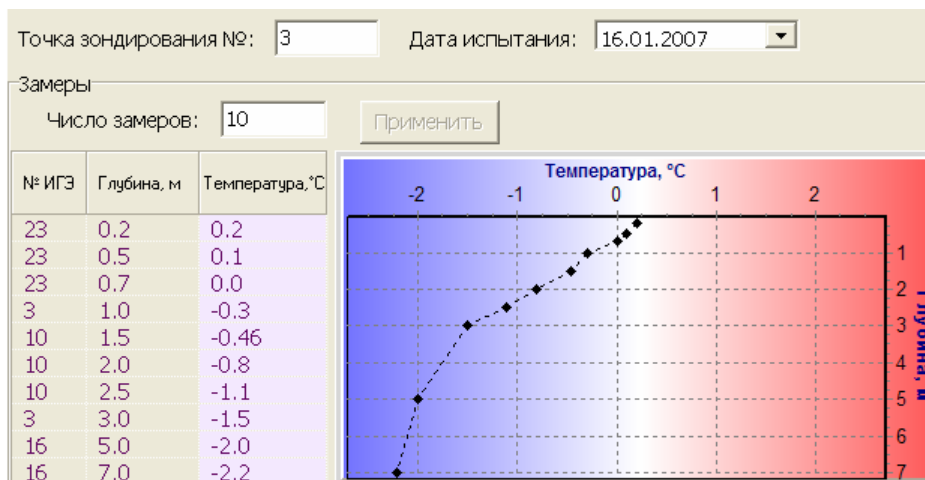 Точка зондирования №: 3 Дата испытания: 16.01.2007
Замеры
Число замеров: 10 Применить
№ ИГЭ Глубина, м Температура,°C
23 0.2 0.2
23 0.5 0.1
23 0.7 0.0
3 1.0 -0.3
10 1.5 -0.46
10 2.0 -0.8
10 2.5 -1.1
3 3.0 -1.5
16 5.0 -2.0
16 7.0 -2.2
Температура, °C
-2 -1 0 1 2
1
2
3
4
5
6
7
Глубина, м